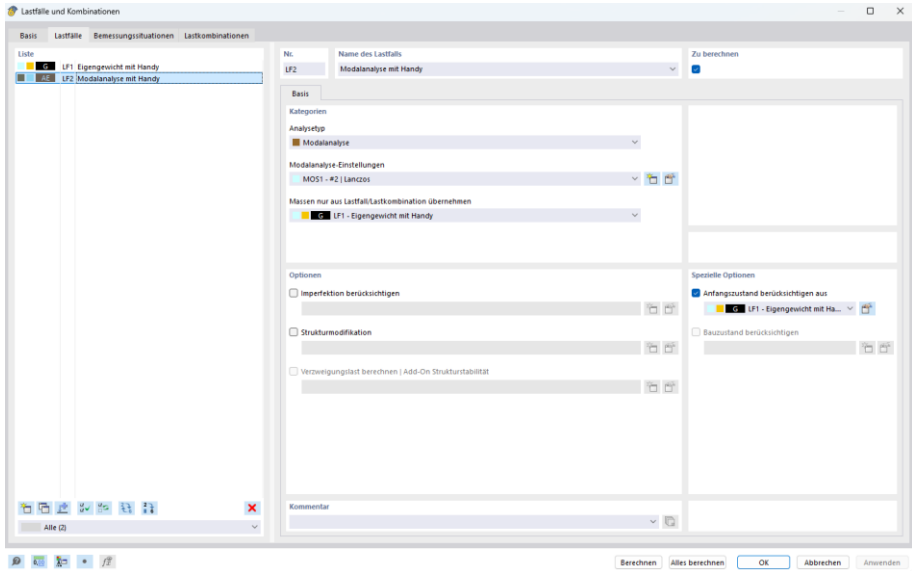 Lastfälle und Kombinationen
Basis Lastfälle Bemessungssituationen Lastkombinationen
Liste
G LF1 Eigengewicht mit Handy
AE LF2 Modalanalyse mit Handy
Alle (2)
Nr.
LF2
Name des Lastfalls
Modalanalyse mit Handy
Zu berechnen
Basis
Kategorien
Analysetyp
Modalanalyse
Modalanalyse-Einstellungen
MOS1 - #2 | Lanczos
Massen nur aus Lastfall/Lastkombination übernehmen
G LF1 - Eigengewicht mit Handy
Optionen
Imperfektion berücksichtigen
Strukturmodifikation
Verzweigungslast berechnen | Add-On Strukturstabilität
Spezielle Optionen
Anfangszustand berücksichtigen aus
G LF1 - Eigengewicht mit Ha...
Bauzustand berücksichtigen
Kommentar
Berechnen Alles berechnen OK Abbrechen Anwenden